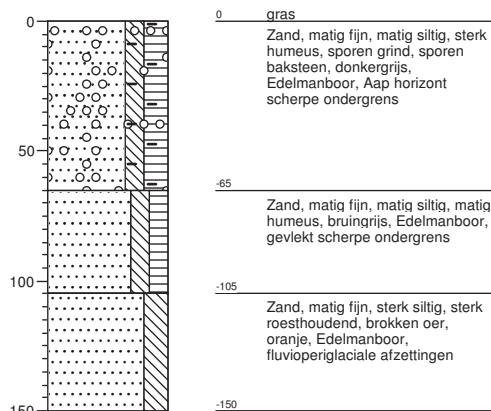 0
50
100
150
0 gras
Zand, matig fijn, matig siltig, sterk
humeus, sporen grind, sporen
baksteen, donkergrijs,
Edelmanboor, Aap horizont
scherpe ondergrens
-65
Zand, matig fijn, matig siltig, matig
humeus, bruingrijs, Edelmanboor,
gevlekt scherpe ondergrens
-105
Zand, matig fijn, sterk siltig, sterk
roesthoudend, brokken oer,
oranje, Edelmanboor,
fluvioperiglaciale afzettingen
-150